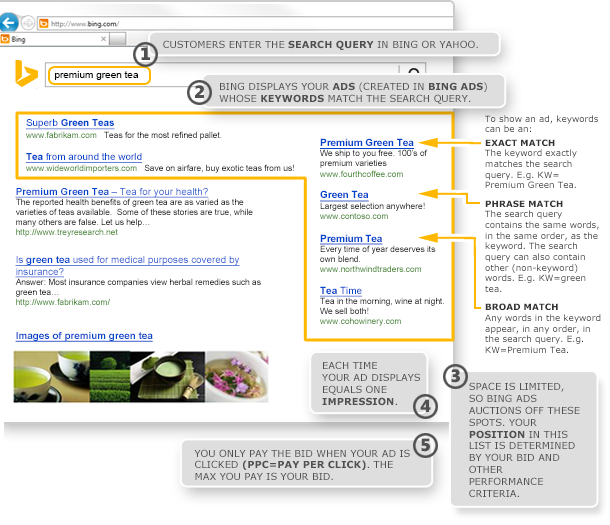 http://www.bing.com/
Bing
1 CUSTOMERS ENTER THE SEARCH QUERY IN BING OR YAHOO.
premium green tea
2 BING DISPLAYS YOUR ADS (CREATED IN BING ADS)
WHOSE KEYWORDS MATCH THE SEARCH QUERY.
Superb Green Teas
www.fabrikam.com Teas for the most refined pallet.
Tea from around the world
www.wideworldimporters.com Save on airfare, buy exotic teas from us!
Premium Green Tea – Tea for your health?
The reported health benefits of green tea are as varied as the
varieties of teas available. Some of these stories are true, while
many others are false. Let us help...
http://www.treyresearch.net
Is green tea used for medical purposes covered by
insurance?
Answer: Most insurance companies view herbal remedies such as
green tea...
http://www.fabrikam.com/
Images of premium green tea
Premium Green Tea
We ship to you free. 100's of
premium varieties
www.fourthcoffee.com
Green Tea
Largest selection anywhere!
www.contoso.com
Premium Tea
Every time of year deserves its
own blend.
www.northwindtraders.com
Tea Time
Tea in the morning, wine at night.
We sell both!
www.cohowinery.com
To show an ad, keywords
can be an:
EXACT MATCH
The keyword exactly
matches the search
query. E.g. KW=
Premium Green Tea.
PHRASE MATCH
The search query
contains the same words,
in the same order, as
the keyword. The search
query can also contain
other (non-keyword)
words. E.g. KW=green
tea.
BROAD MATCH
Any words in the keyword
appear, in any order, in
the search query. E.g.
KW=Premium Tea.
3
SPACE IS LIMITED,
SO BING ADS
AUCTIONS OFF THESE
SPOTS. YOUR
POSITION IN THIS
LIST IS DETERMINED
BY YOUR BID AND
OTHER
PERFORMANCE
CRITERIA.
EACH TIME
YOUR AD DISPLAYS
EQUALS ONE
IMPRESSION. 4
5
YOU ONLY PAY THE BID WHEN YOUR AD IS
CLICKED (PPC=PAY PER CLICK). THE
MAX YOU PAY IS YOUR BID.